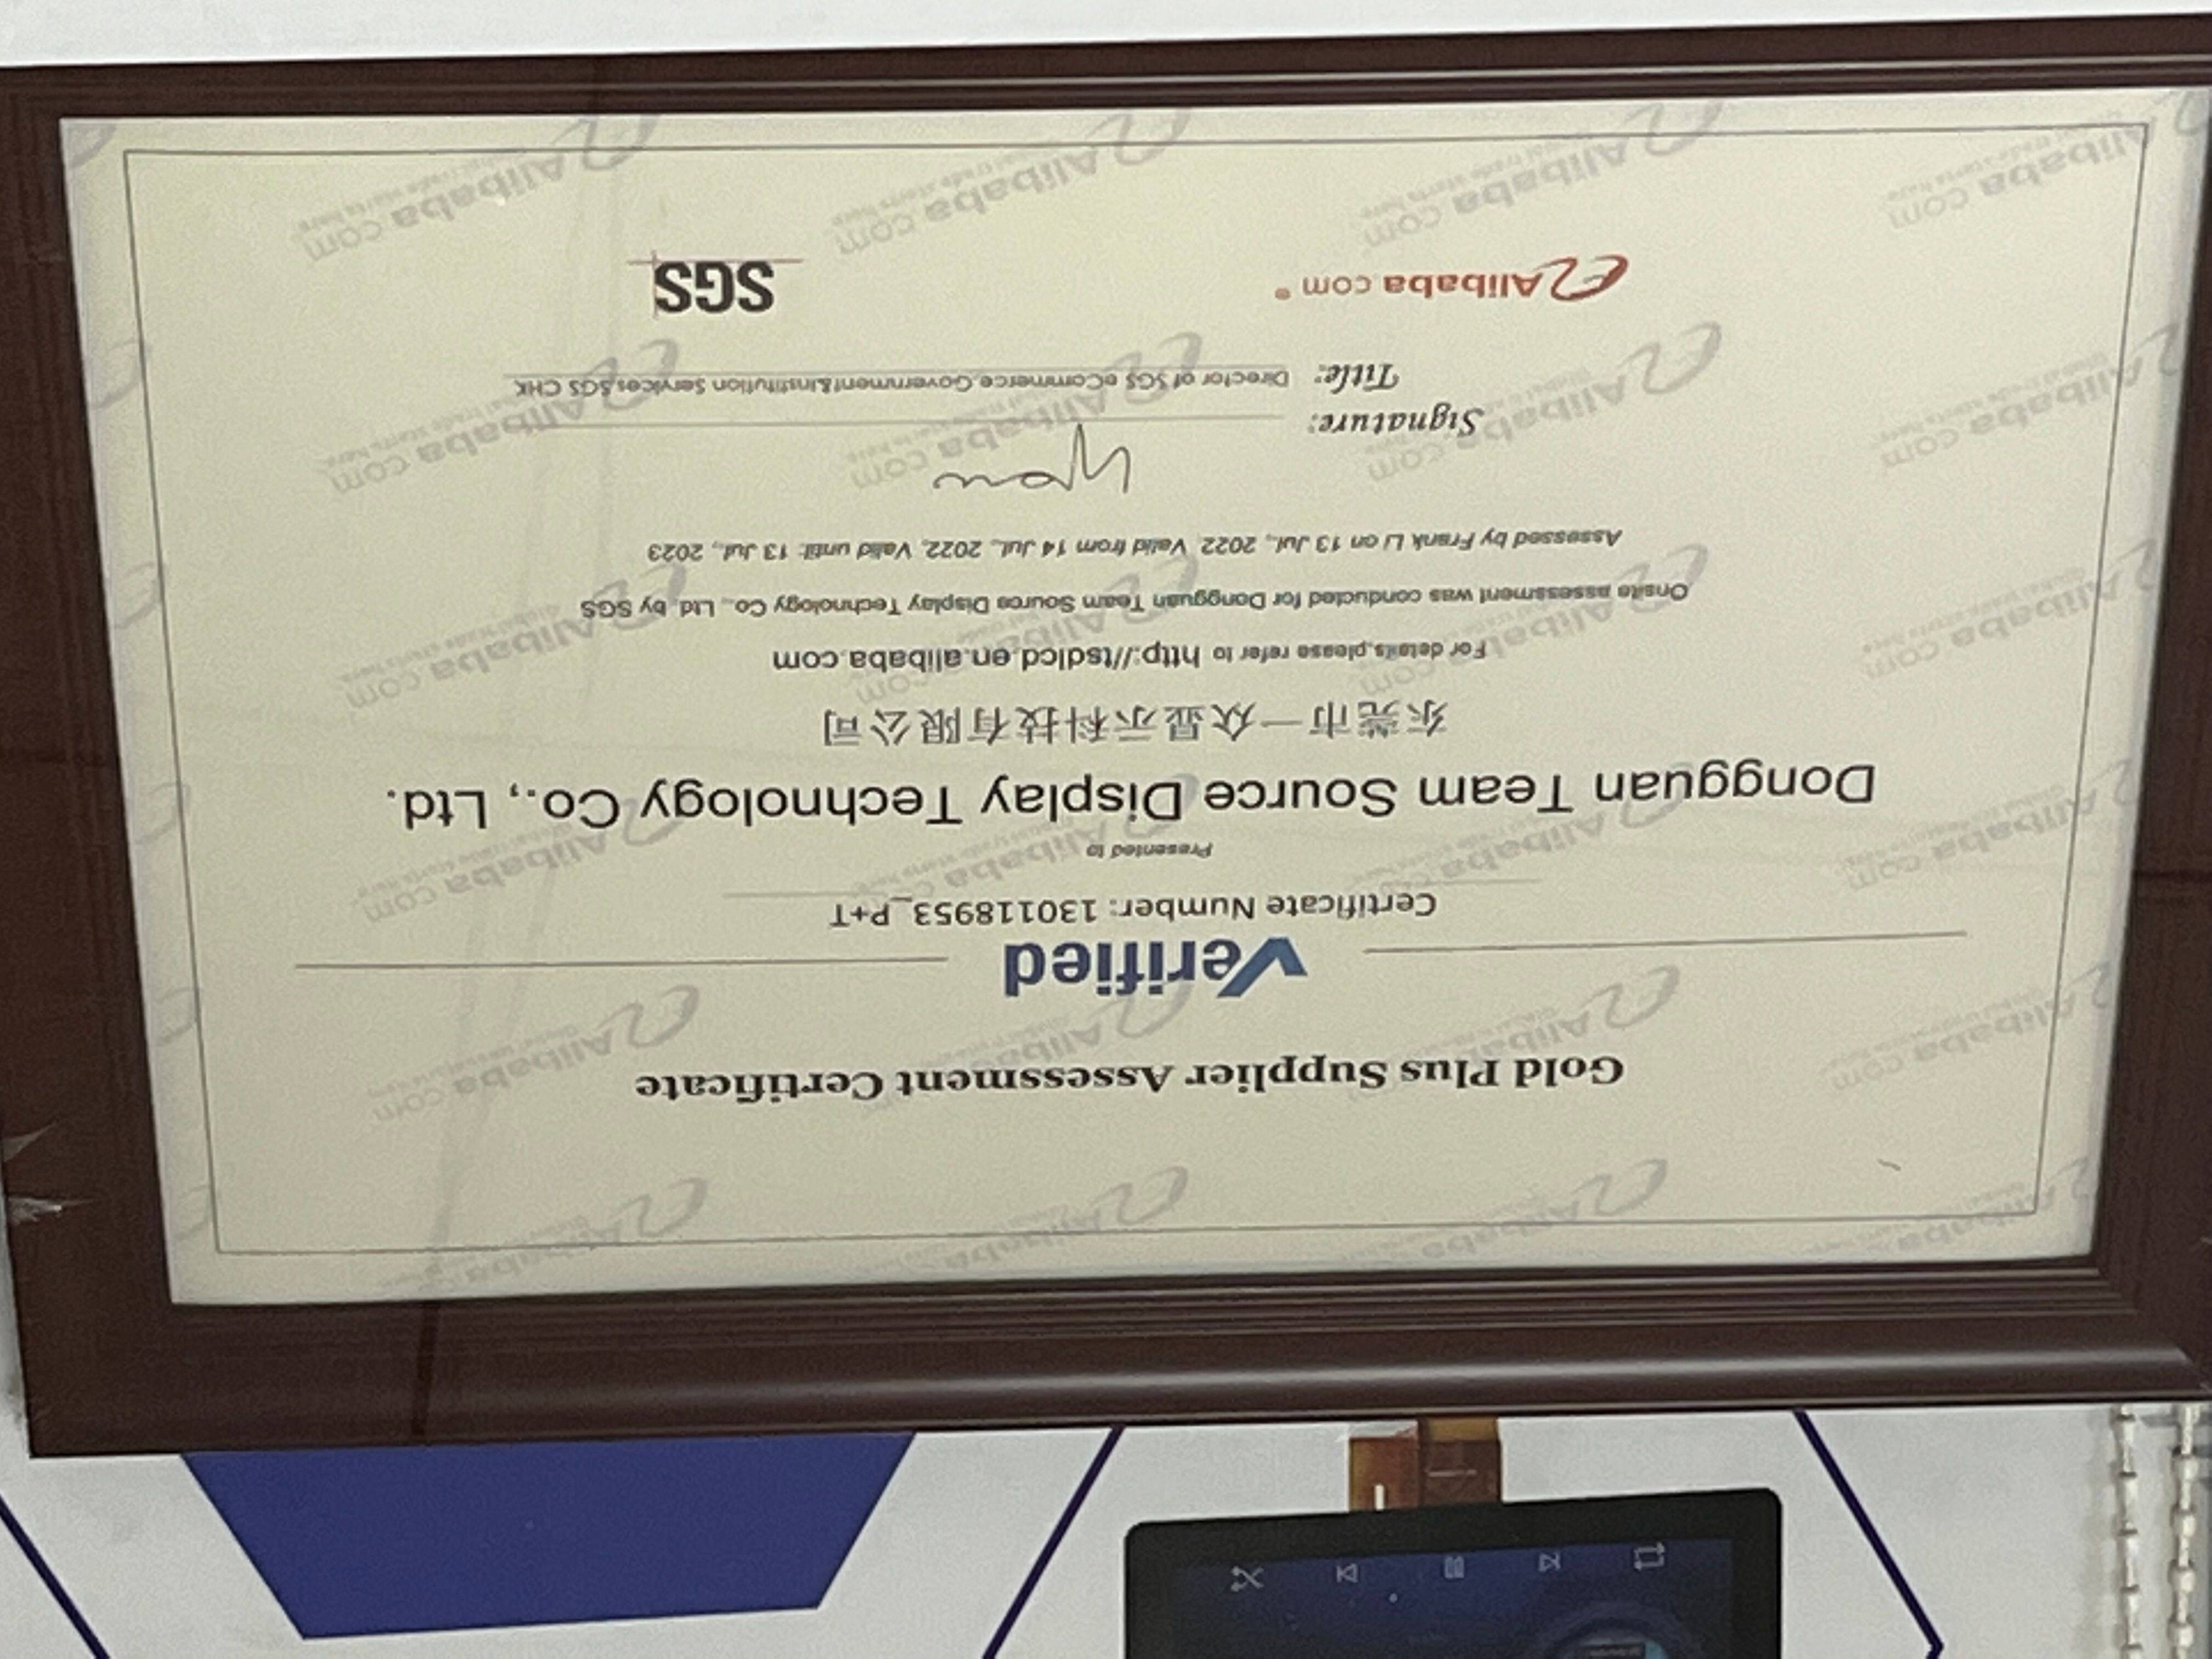 Gold Plus Supplier Assessment Certificate
Verified
Certificate Number: 130118953_P+T
Presented to
Dongguan Team Source Display Technology Co., Ltd.
东莞市一众显示科技有限公司
For details,please refer to http://tsdlcd.en.alibaba.com
Onsite assessment was conducted for Dongguan Team Source Display Technology Co., Ltd. by SGS
Assessed by Frank Li on 13 Jul., 2022 Valid from 14 Jul., 2022, Valid until: 13 Jul., 2023
Signature:
Title: Director of SGS eCommerce,Government&Institution Services,SGS CHK
Alibaba.com®
SGS